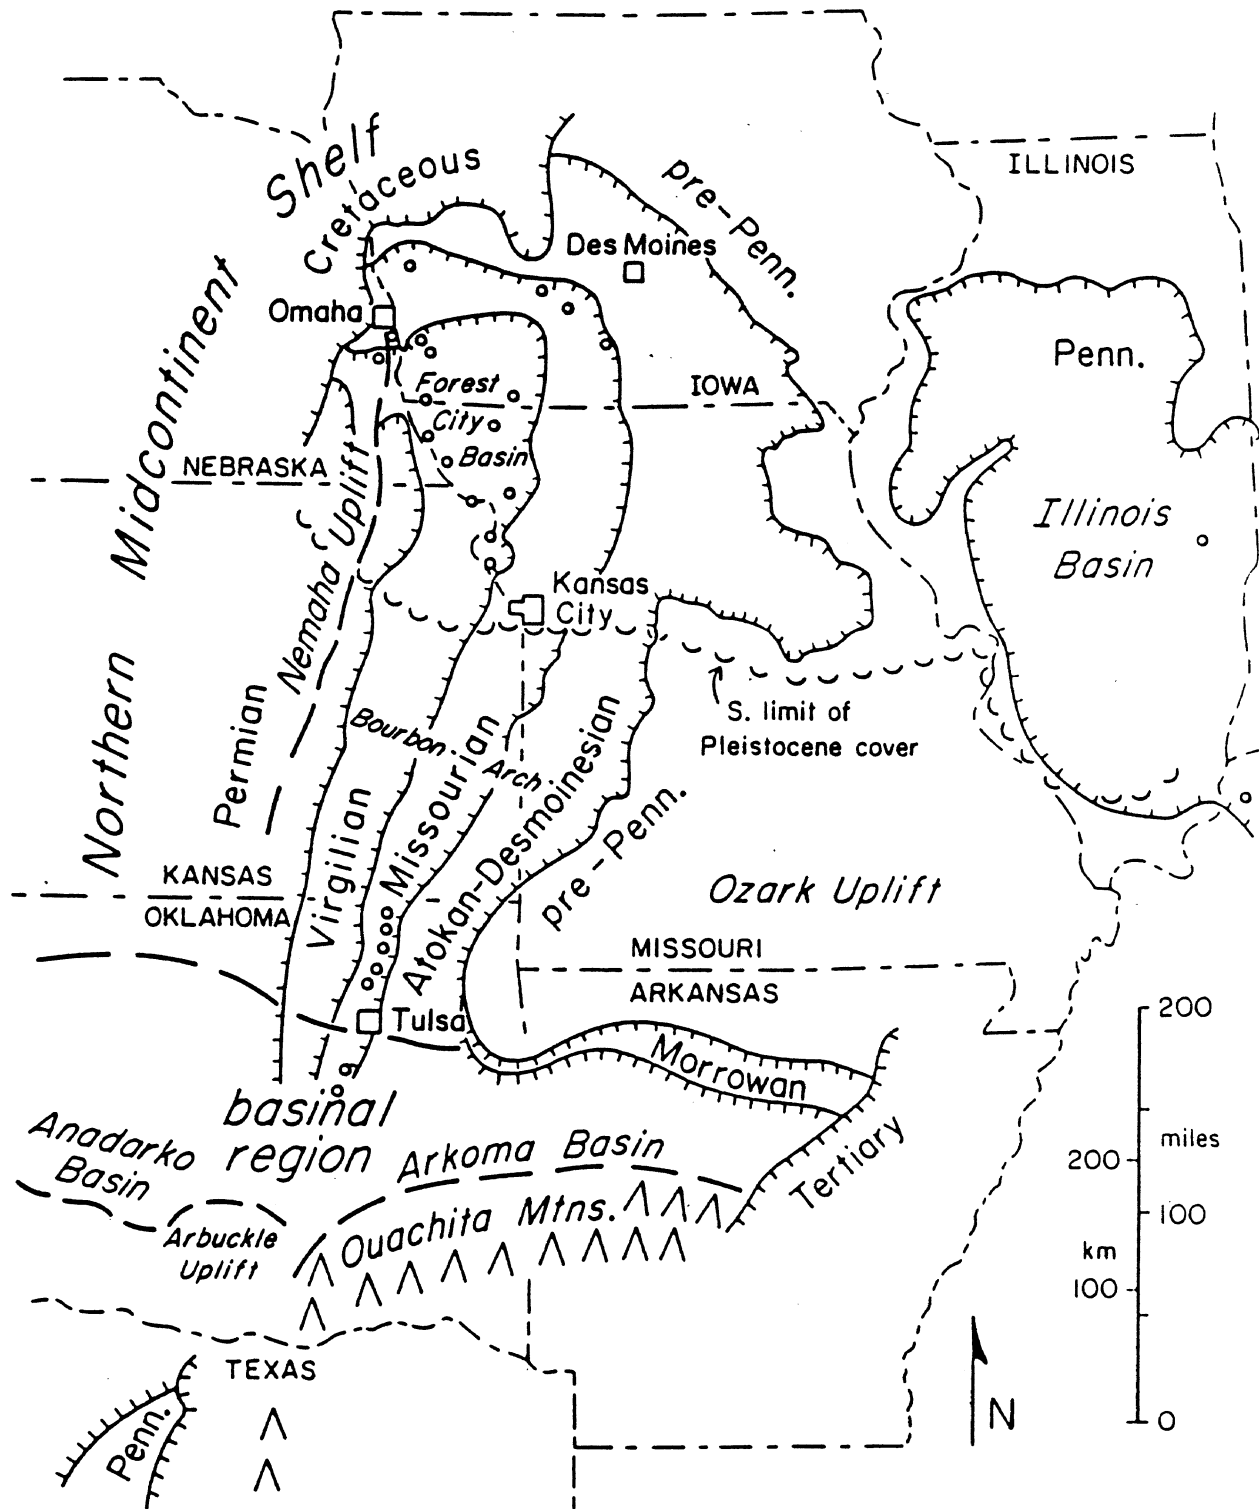 ILLINOIS
Shelf
Cretaceous
pre-Penn.
Des Moines
Omaha
Penn.
Forest
IOWA
City
Basin
NEBRASKA
Northern Midcontinent
Nemaha Uplift
Illinois
Basin
Kansas
City
Permian
S. limit of
Pleistocene cover
Bourbon Arch
Virgilian
Missourian
Atokan-Desmoinesian
pre-Penn.
KANSAS
OKLAHOMA
Ozark Uplift
MISSOURI
ARKANSAS
Tulsa
Morrowan
9
basinal
region
Anadarko
Basin
Arkoma Basin
Tertiary
Ouachita Mtns.
Arbuckle
Uplift
TEXAS
Penn.
200
miles
200
100
km
100
0
N